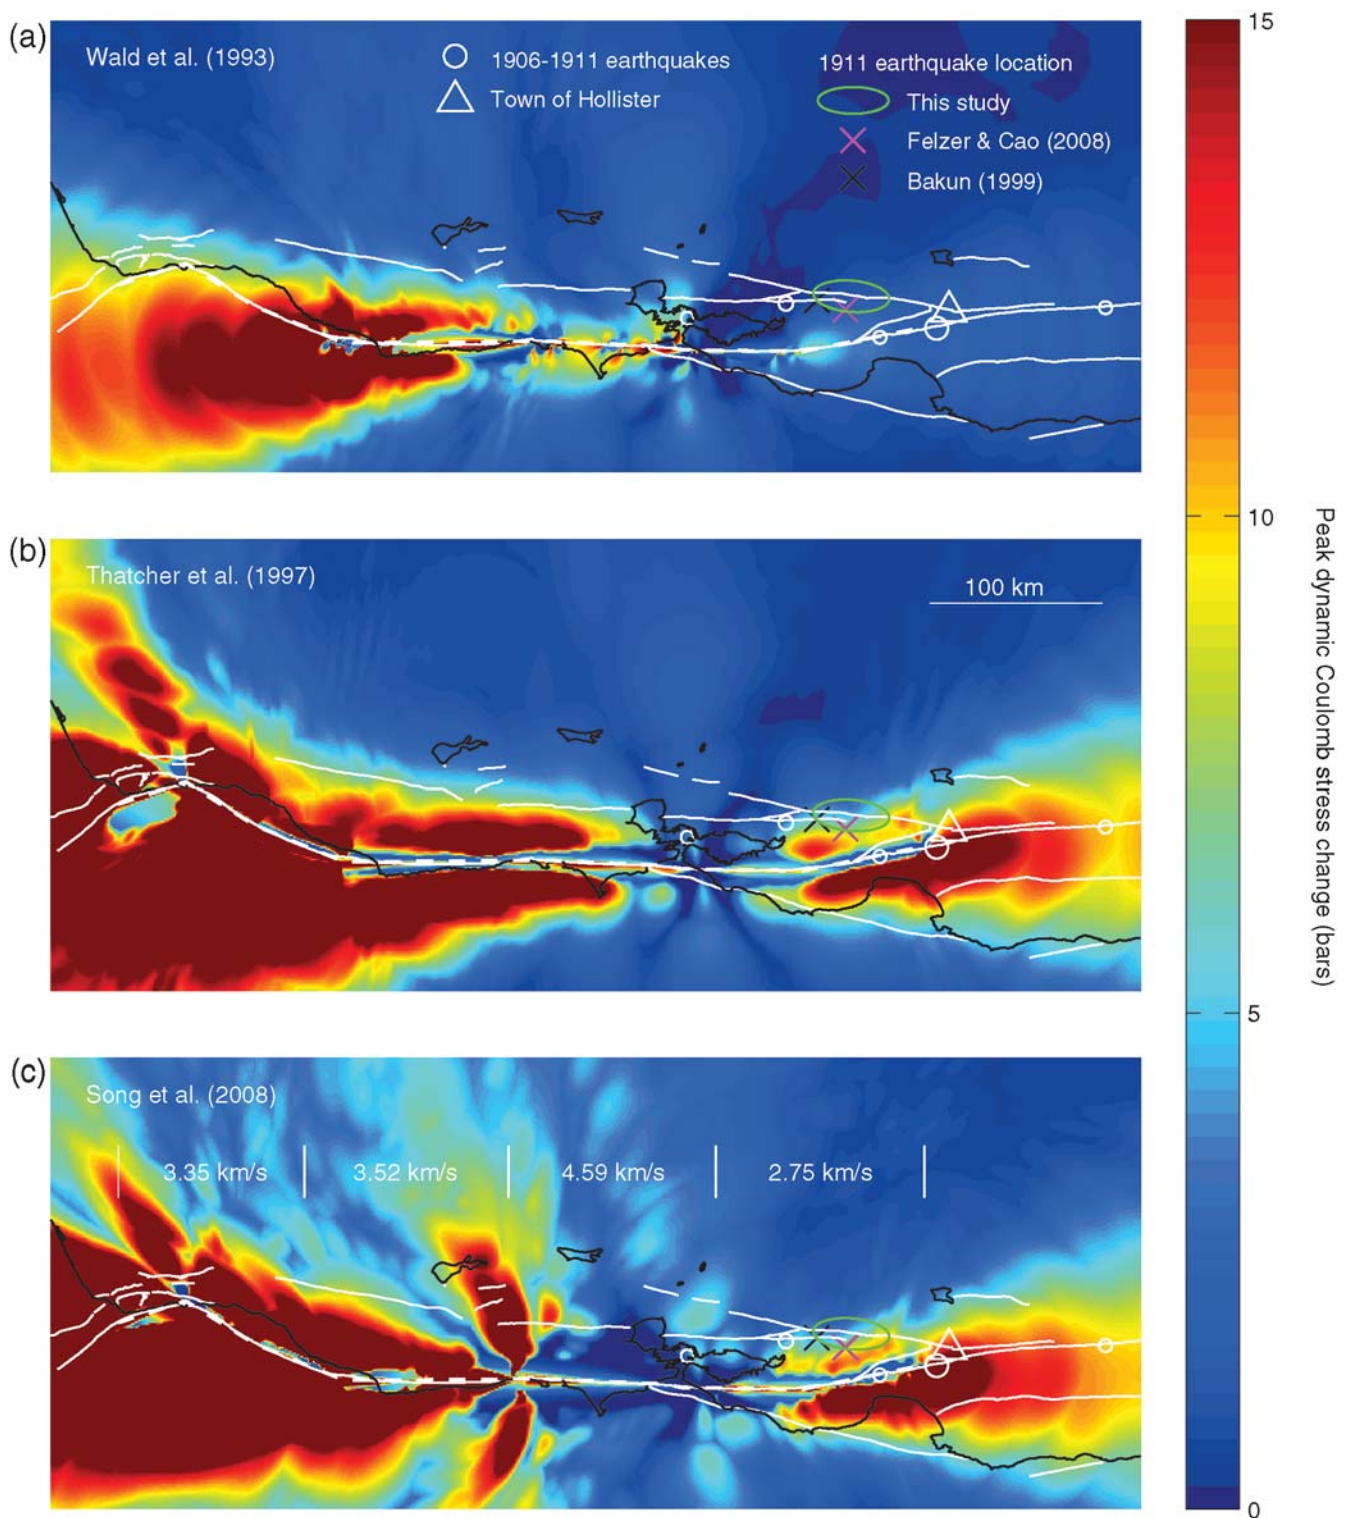 (a)
Wald et al. (1993)
1906-1911 earthquakes
Town of Hollister
1911 earthquake location
This study
Felzer & Cao (2008)
Bakun (1999)
(b)
Thatcher et al. (1997)
100 km
(c)
Song et al. (2008)
3.35 km/s
3.52 km/s
4.59 km/s
2.75 km/s
15
10
5
0
Peak dynamic Coulomb stress change (bars)